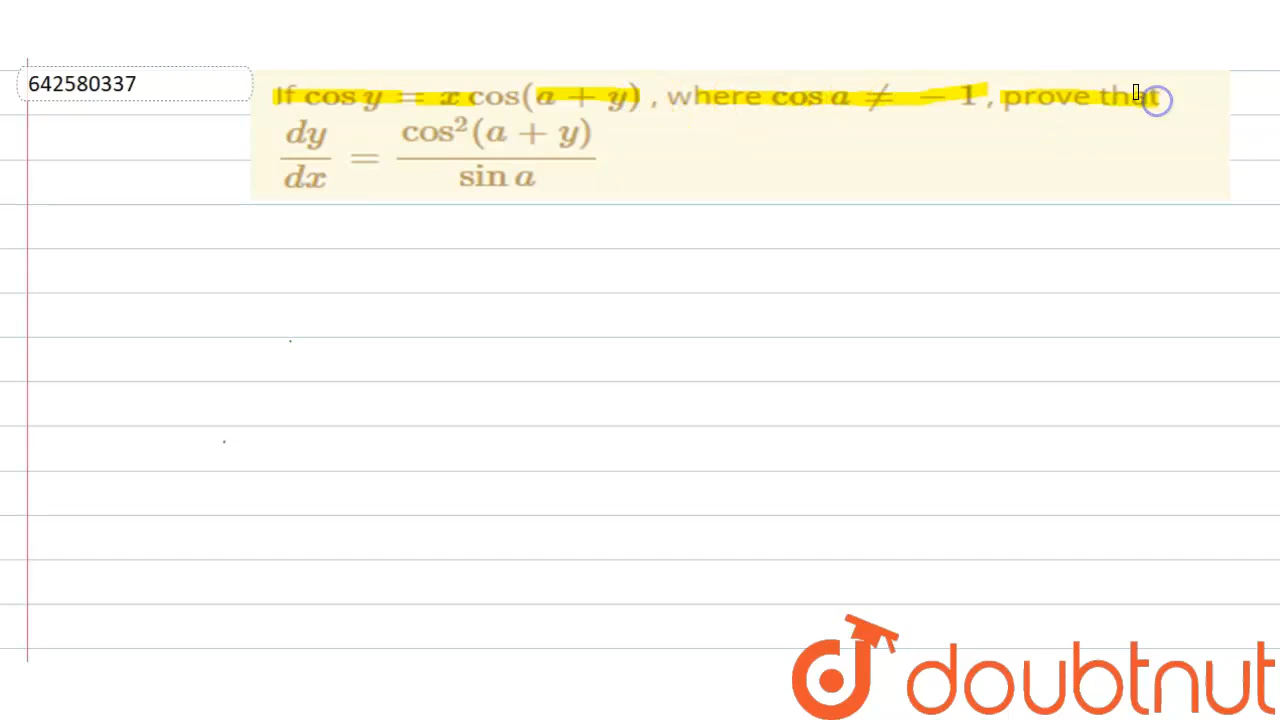 642580337
If cos y = x cos(a + y) , where cos a ≠ − 1 , prove that
dy/dx = cos²(a + y)/sin a
doubtnut